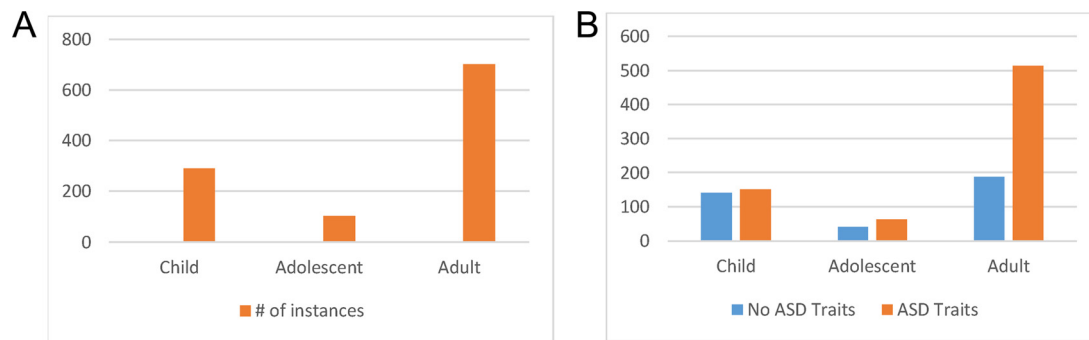 A
800
600
400
200
0
Child Adolescent Adult
# of instances
B
600
500
400
300
200
100
0
Child Adolescent Adult
No ASD Traits ASD Traits